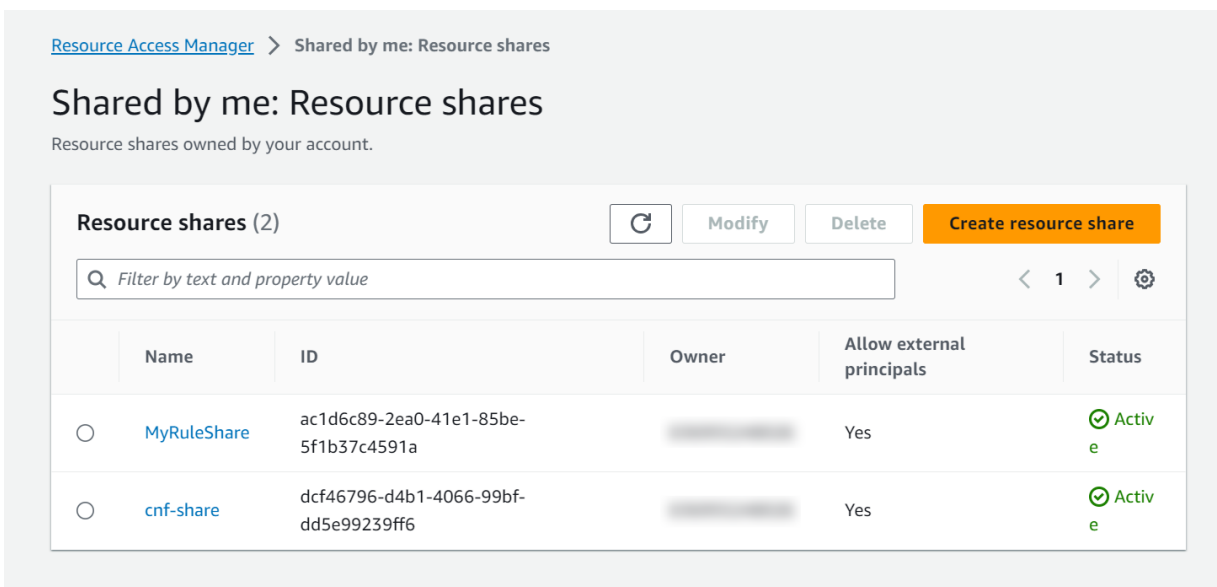 Resource Access Manager > Shared by me: Resource shares
Shared by me: Resource shares
Resource shares owned by your account.
Resource shares (2)
Modify
Delete
Create resource share
Filter by text and property value
1
Name
ID
Owner
Allow external
principals
Status
MyRuleShare
ac1d6c89-2ea0-41e1-85be-
5f1b37c4591a
Yes
Activ
e
cnf-share
dcf46796-d4b1-4066-99bf-
dd5e99239ff6
Yes
Activ
e